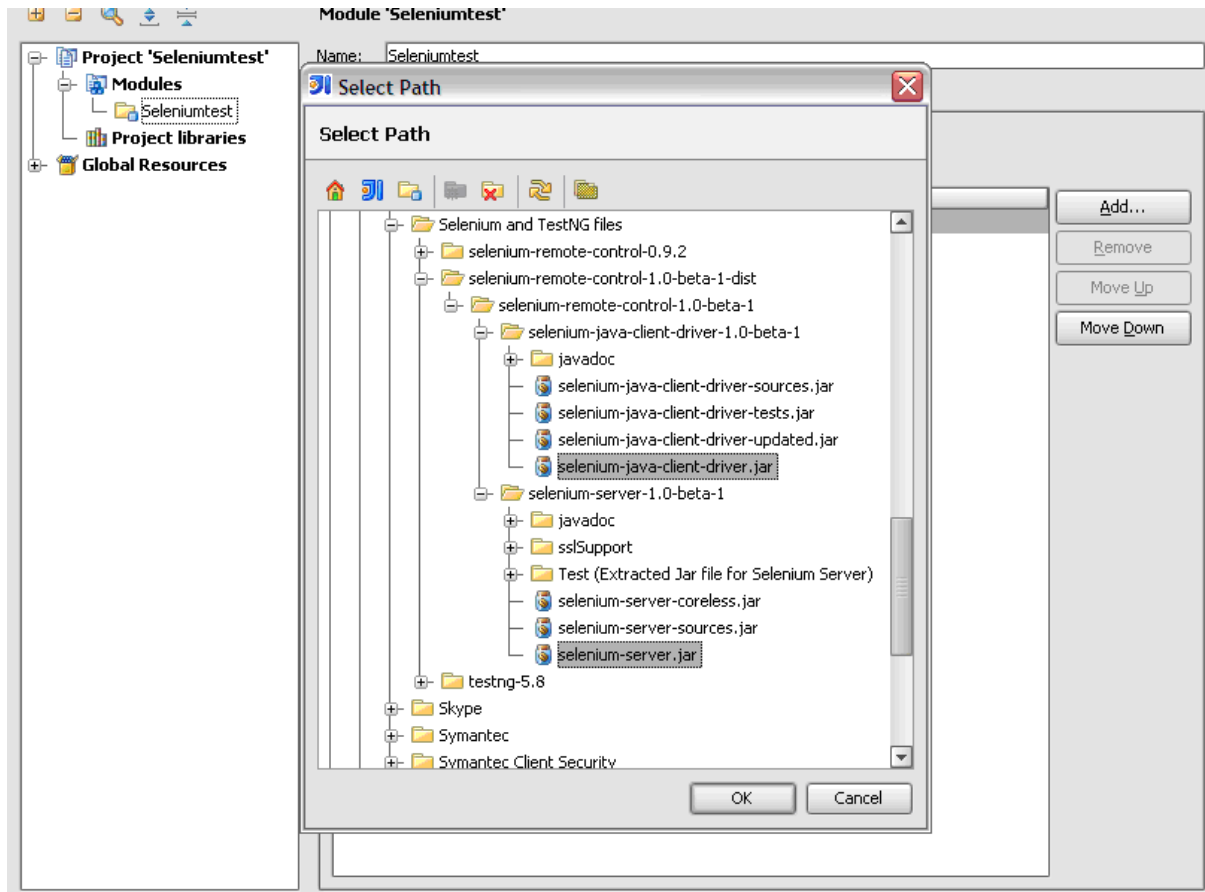 Module 'Seleniumtest'
Project 'Seleniumtest'
Modules
Seleniumtest
Project libraries
Global Resources
Name: Seleniumtest
Select Path
Select Path
Selenium and TestNG files
selenium-remote-control-0.9.2
selenium-remote-control-1.0-beta-1-dist
selenium-remote-control-1.0-beta-1
selenium-java-client-driver-1.0-beta-1
javadoc
selenium-java-client-driver-sources.jar
selenium-java-client-driver-tests.jar
selenium-java-client-driver-updated.jar
selenium-java-client-driver.jar
selenium-server-1.0-beta-1
javadoc
sslSupport
Test (Extracted Jar file for Selenium Server)
selenium-server-coreless.jar
selenium-server-sources.jar
selenium-server.jar
testng-5.8
Skype
Symantec
Symantec Client Security
OK Cancel
Add...
Remove
Move Up
Move Down